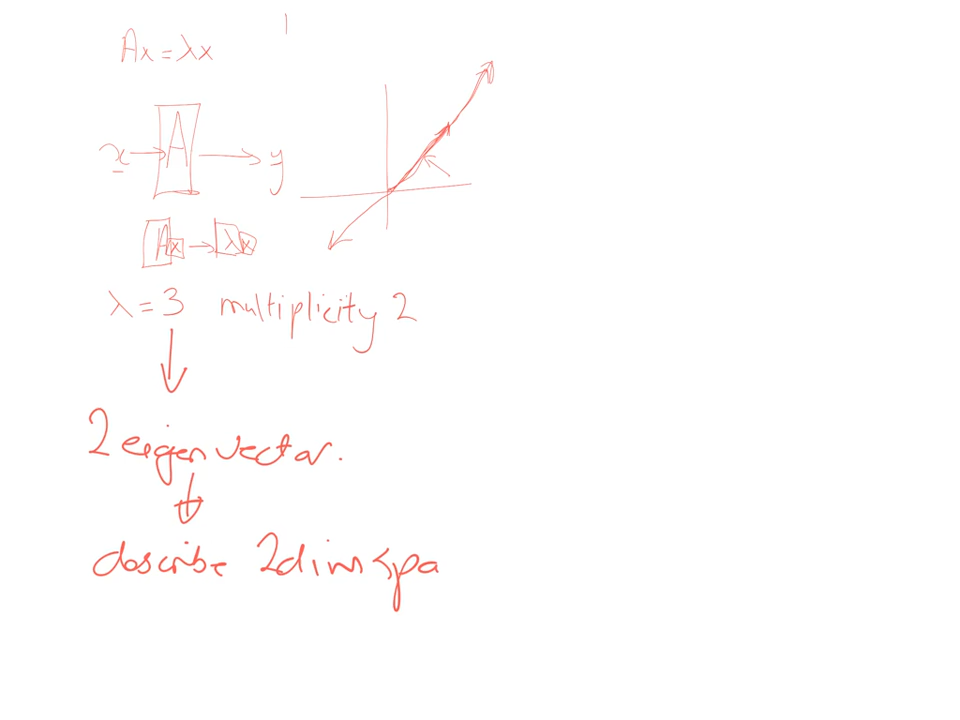 Ax = λx
x → A → y
Ax → λx
λ = 3 multiplicity 2
2 eigenvector.
describe 2dim spa